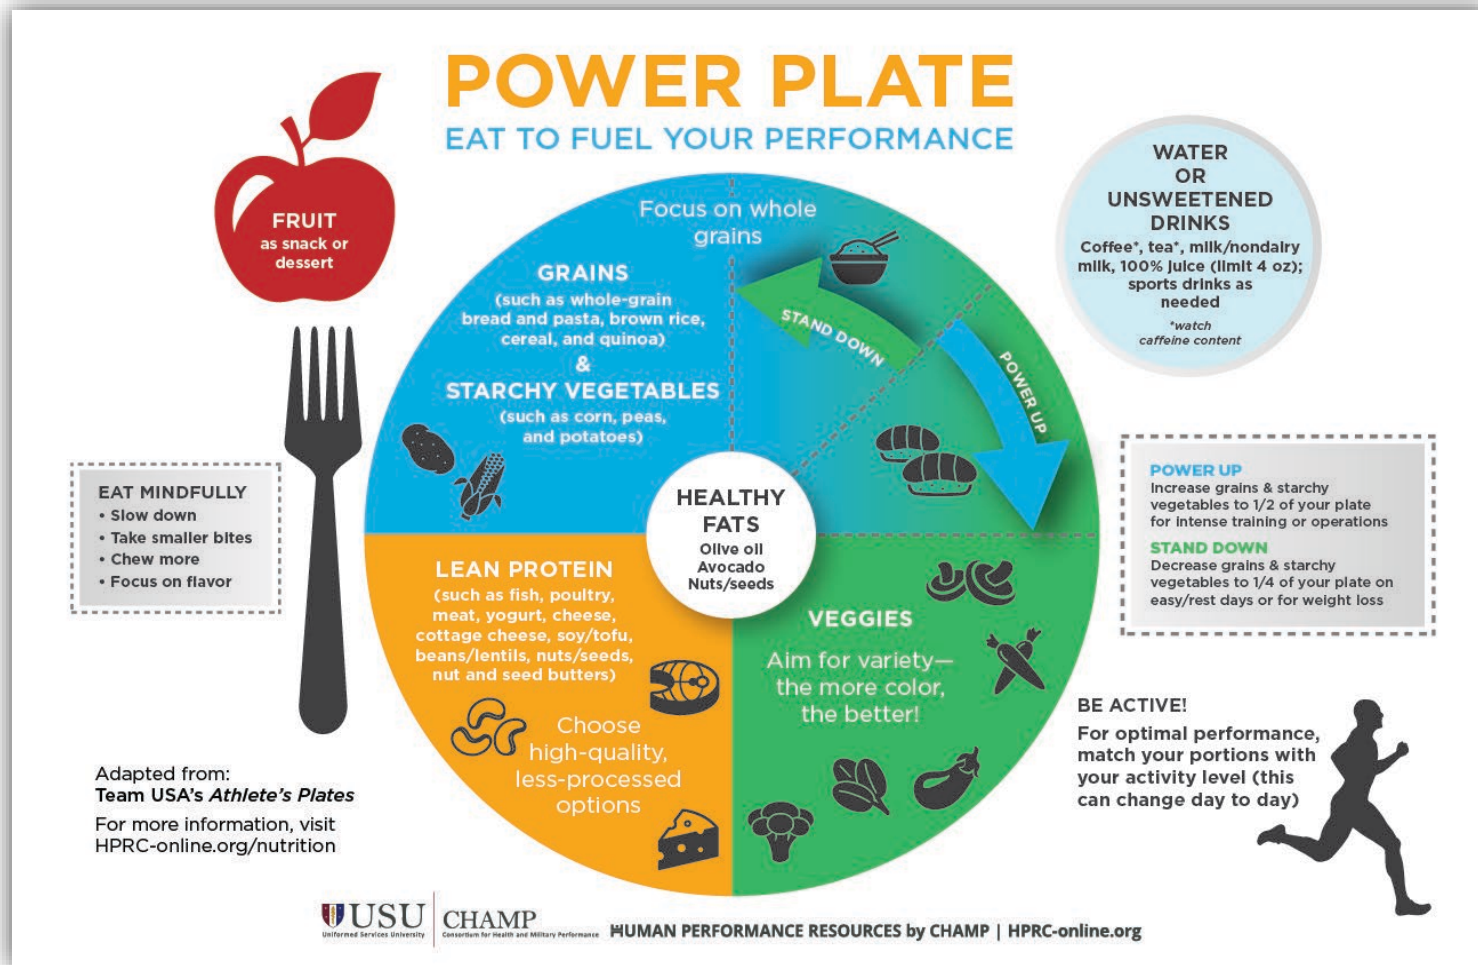 POWER PLATE
EAT TO FUEL YOUR PERFORMANCE
FRUIT
as snack or
dessert
Focus on whole
grains
GRAINS
(such as whole-grain
bread and pasta, brown rice,
cereal, and quinoa)
&
STARCHY VEGETABLES
(such as corn, peas,
and potatoes)
STAND DOWN
POWER UP
WATER
OR
UNSWEETENED
DRINKS
Coffee*, tea*, milk/nondairy
milk, 100% juice (limit 4 oz);
sports drinks as
needed
*watch
caffeine content
EAT MINDFULLY
• Slow down
• Take smaller bites
• Chew more
• Focus on flavor
HEALTHY
FATS
Olive oil
Avocado
Nuts/seeds
POWER UP
Increase grains & starchy
vegetables to 1/2 of your plate
for intense training or operations
STAND DOWN
Decrease grains & starchy
vegetables to 1/4 of your plate on
easy/rest days or for weight loss
LEAN PROTEIN
(such as fish, poultry,
meat, yogurt, cheese,
cottage cheese, soy/tofu,
beans/lentils, nuts/seeds,
nut and seed butters)
Choose
high-quality,
less-processed
options
VEGGIES
Aim for variety—
the more color,
the better!
BE ACTIVE!
For optimal performance,
match your portions with
your activity level (this
can change day to day)
Adapted from:
Team USA's Athlete's Plates
For more information, visit
HPRC-online.org/nutrition
USU
Uniformed Services University
CHAMP
Consortium for Health and Military Performance
HUMAN PERFORMANCE RESOURCES by CHAMP | HPRC-online.org